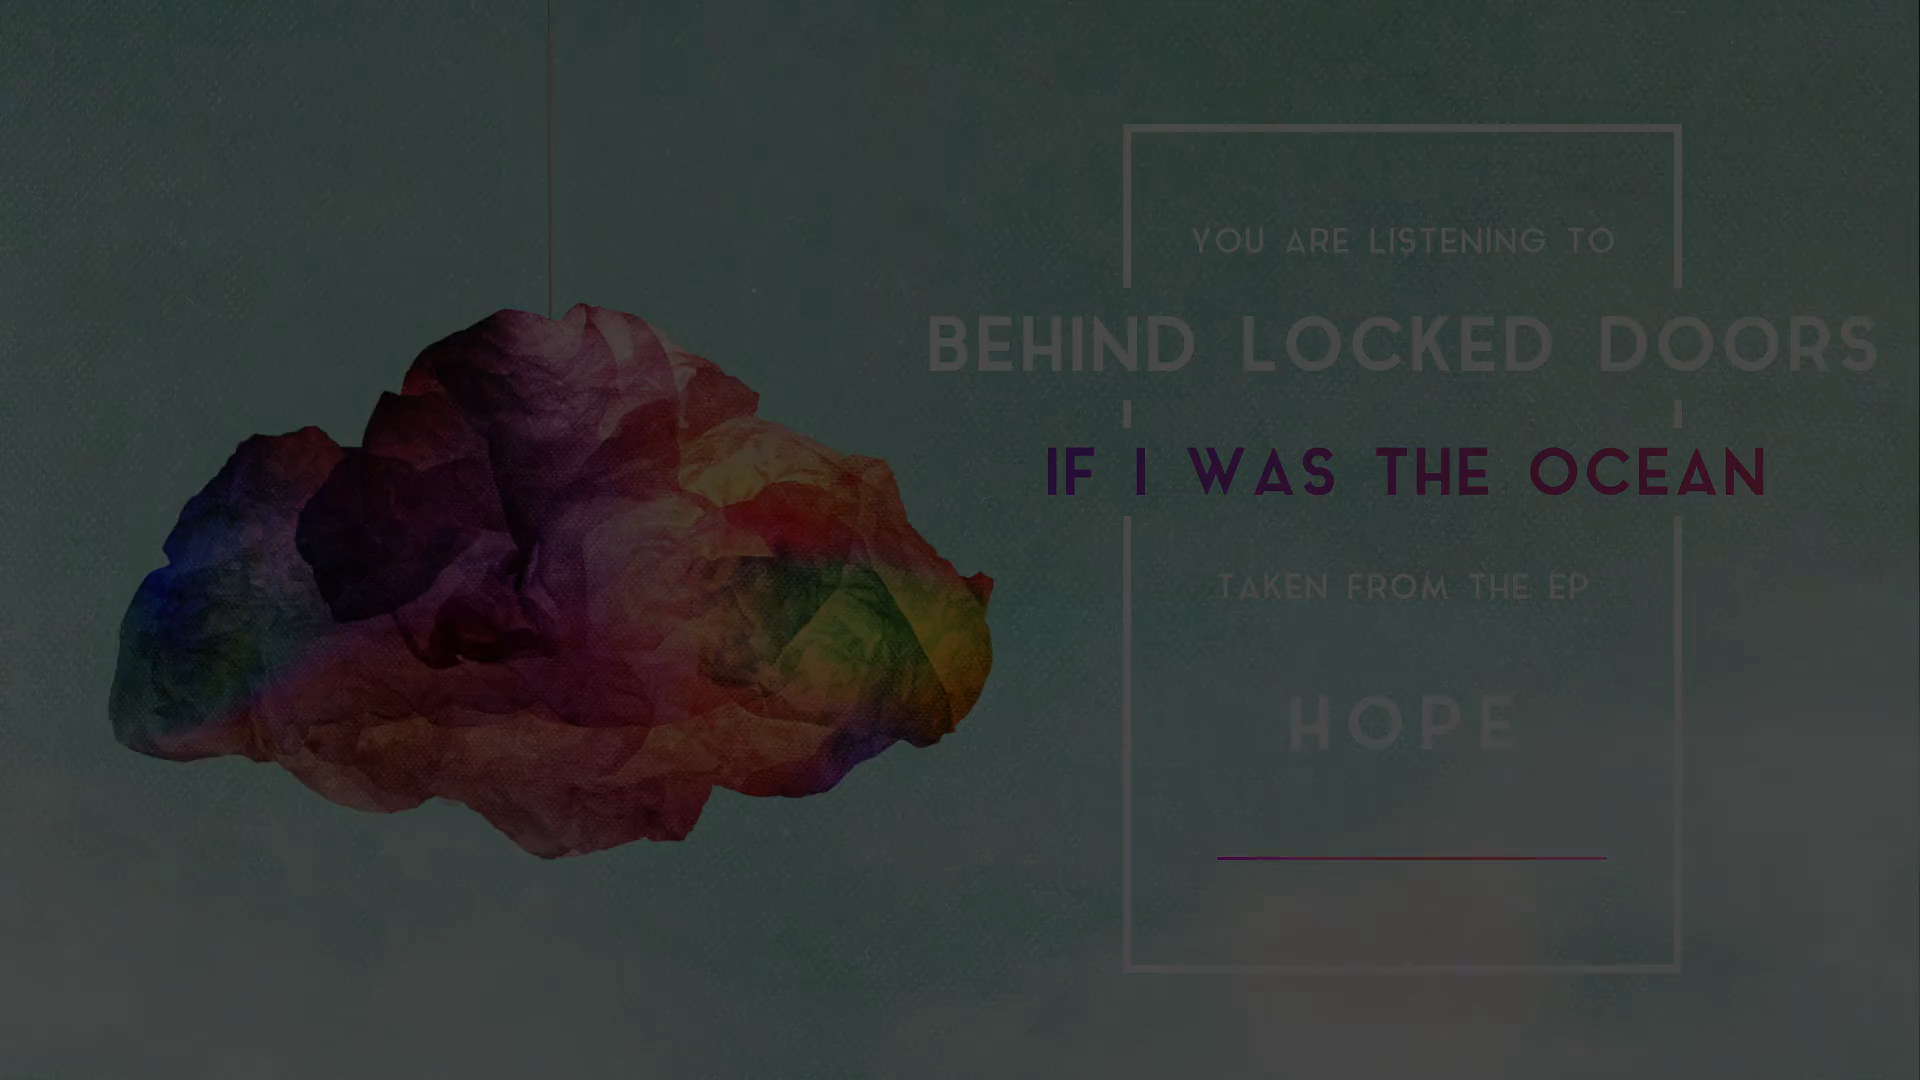 YOU ARE LISTENING TO
BEHIND LOCKED DOORS
IF I WAS THE OCEAN
TAKEN FROM THE EP
HOPE